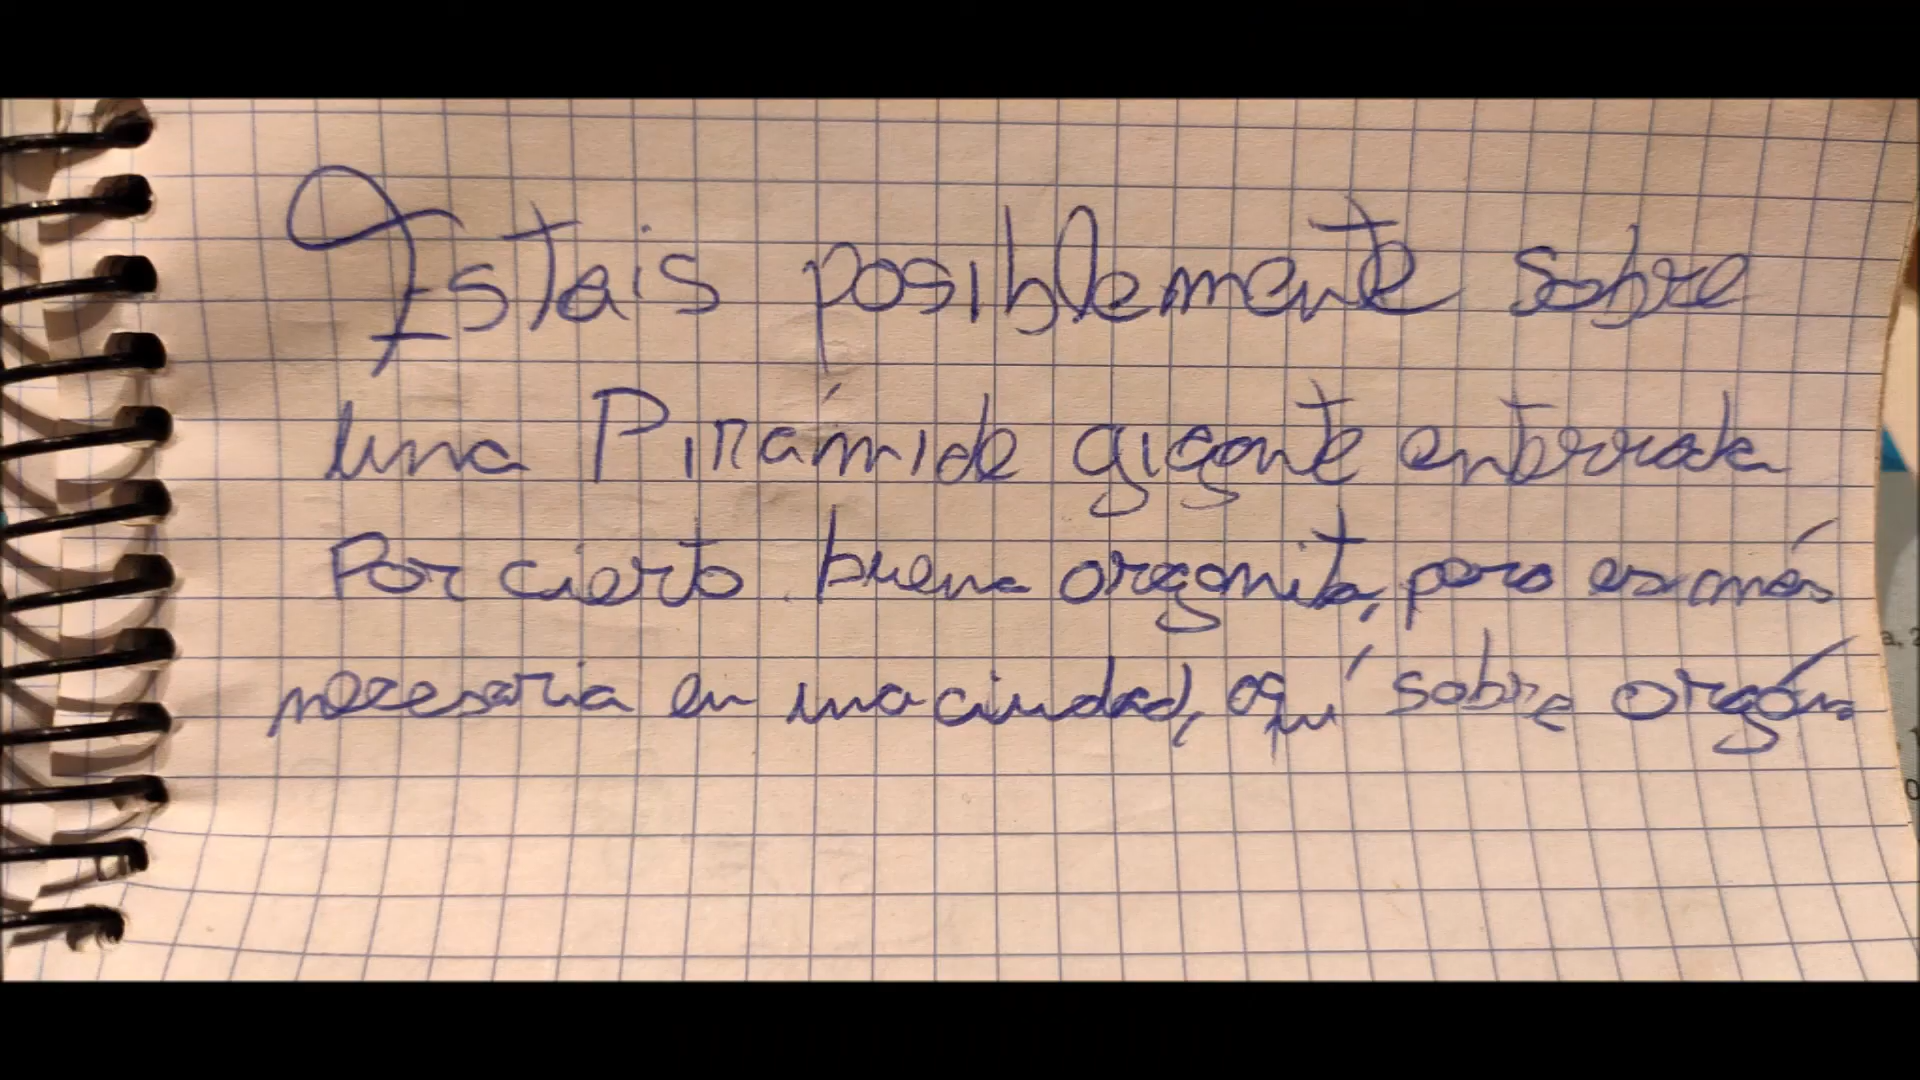 Estais posiblemente sobre
una Pirámide gigante enterrada
Por cierto buena orgonita, pero es más
necesaria en una ciudad, aquí sobre orgón